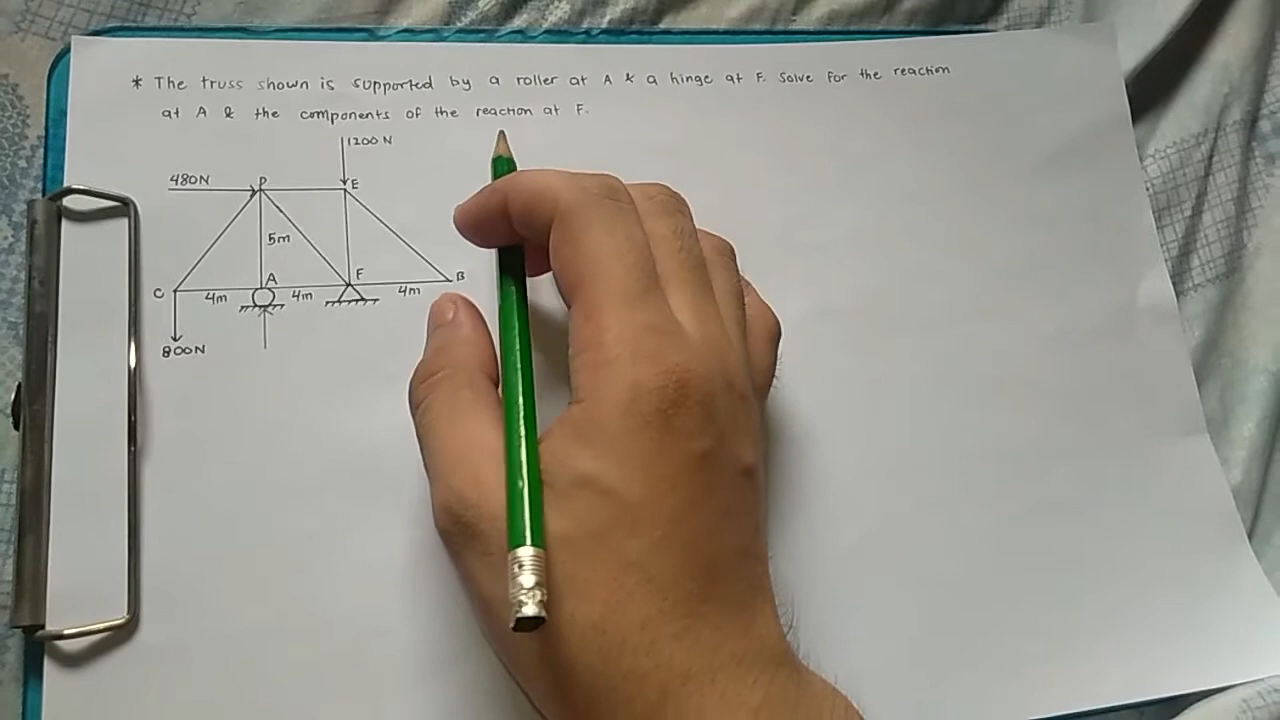 * The truss shown is supported by a roller at A & a hinge at F. Solve for the reaction
at A & the components of the reaction at F.
1200 N
480N
D
E
5m
A
F
B
C
4m
4m
4m
800N